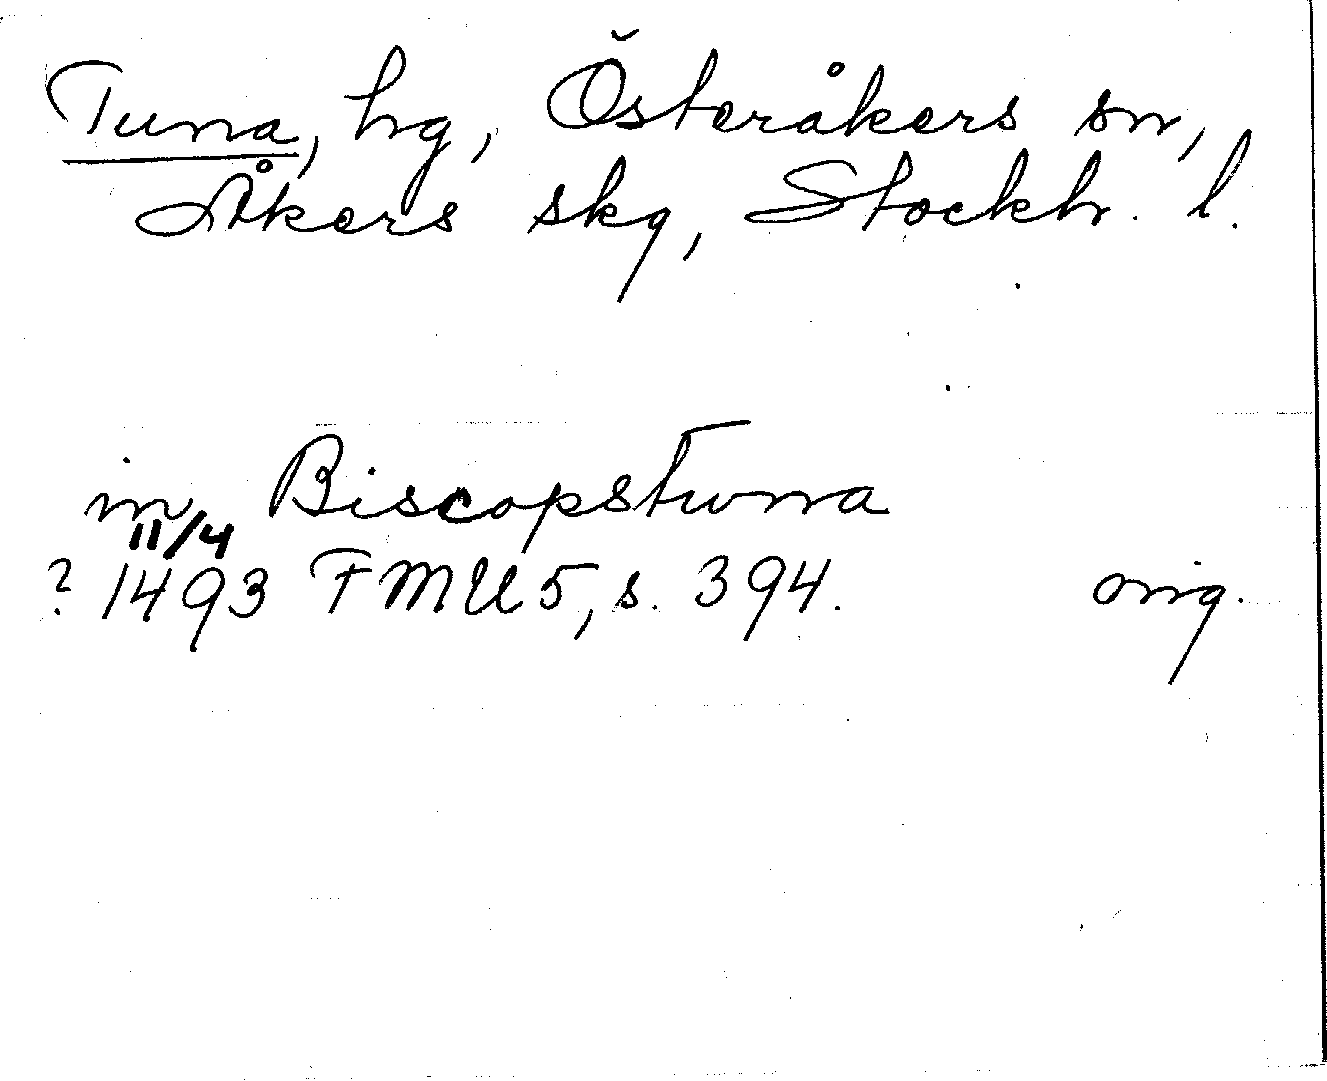 Tuna, hg, Österåkers sn,
Åkers skg, Stockh. l.
in Biscopstuna
11/4
? 1493 FMU 5, s. 394. orig.